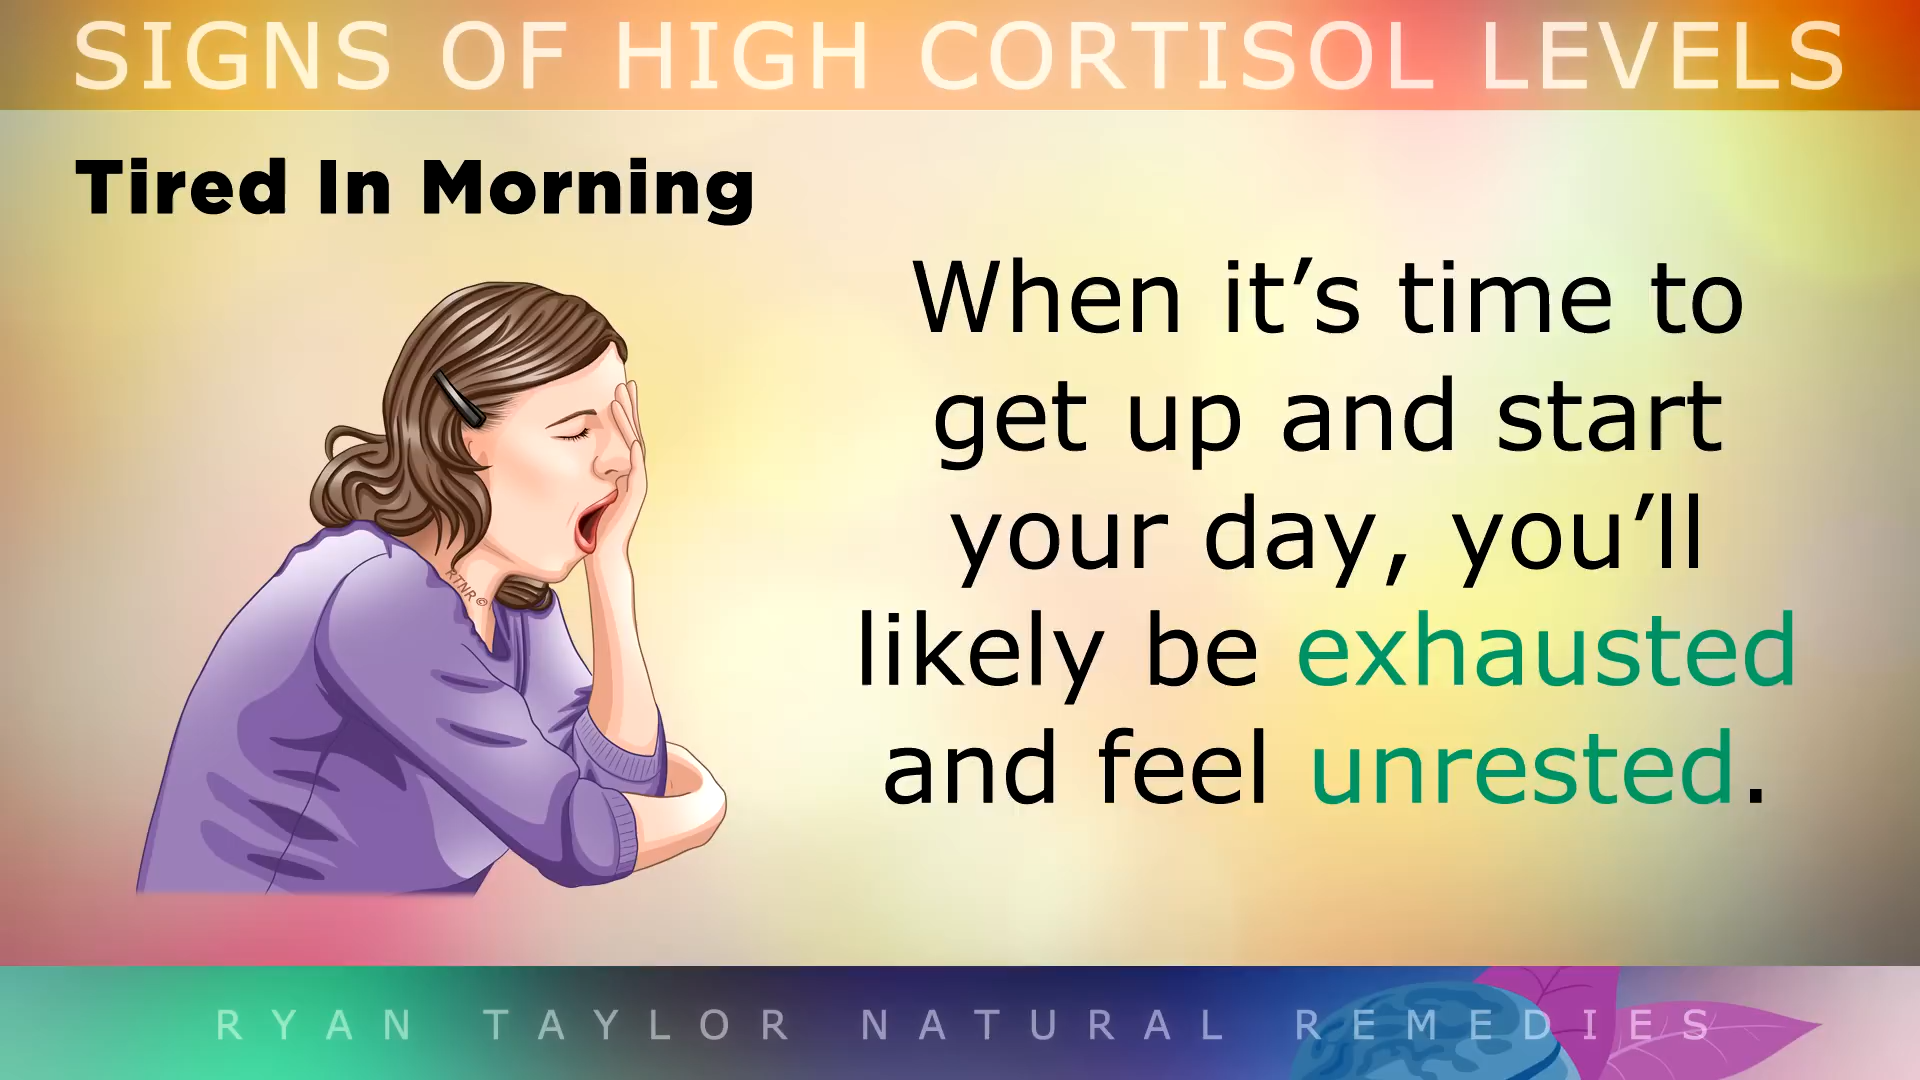 SIGNS OF HIGH CORTISOL LEVELS
Tired In Morning
When it’s time to
get up and start
your day, you’ll
likely be exhausted
and feel unrested.
RTNR©
RYAN TAYLOR NATURAL REMEDIES